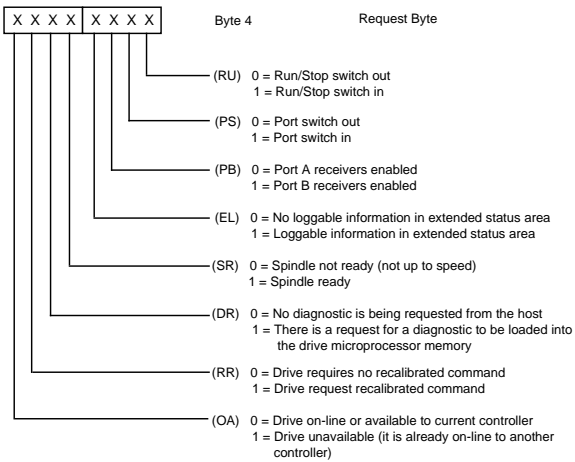 X X X X X X X X Byte 4 Request Byte
(RU) 0 = Run/Stop switch out
1 = Run/Stop switch in
(PS) 0 = Port switch out
1 = Port switch in
(PB) 0 = Port A receivers enabled
1 = Port B receivers enabled
(EL) 0 = No loggable information in extended status area
1 = Loggable information in extended status area
(SR) 0 = Spindle not ready (not up to speed)
1 = Spindle ready
(DR) 0 = No diagnostic is being requested from the host
1 = There is a request for a diagnostic to be loaded into
the drive microprocessor memory
(RR) 0 = Drive requires no recalibrated command
1 = Drive request recalibrated command
(OA) 0 = Drive on-line or available to current controller
1 = Drive unavailable (it is already on-line to another
controller)